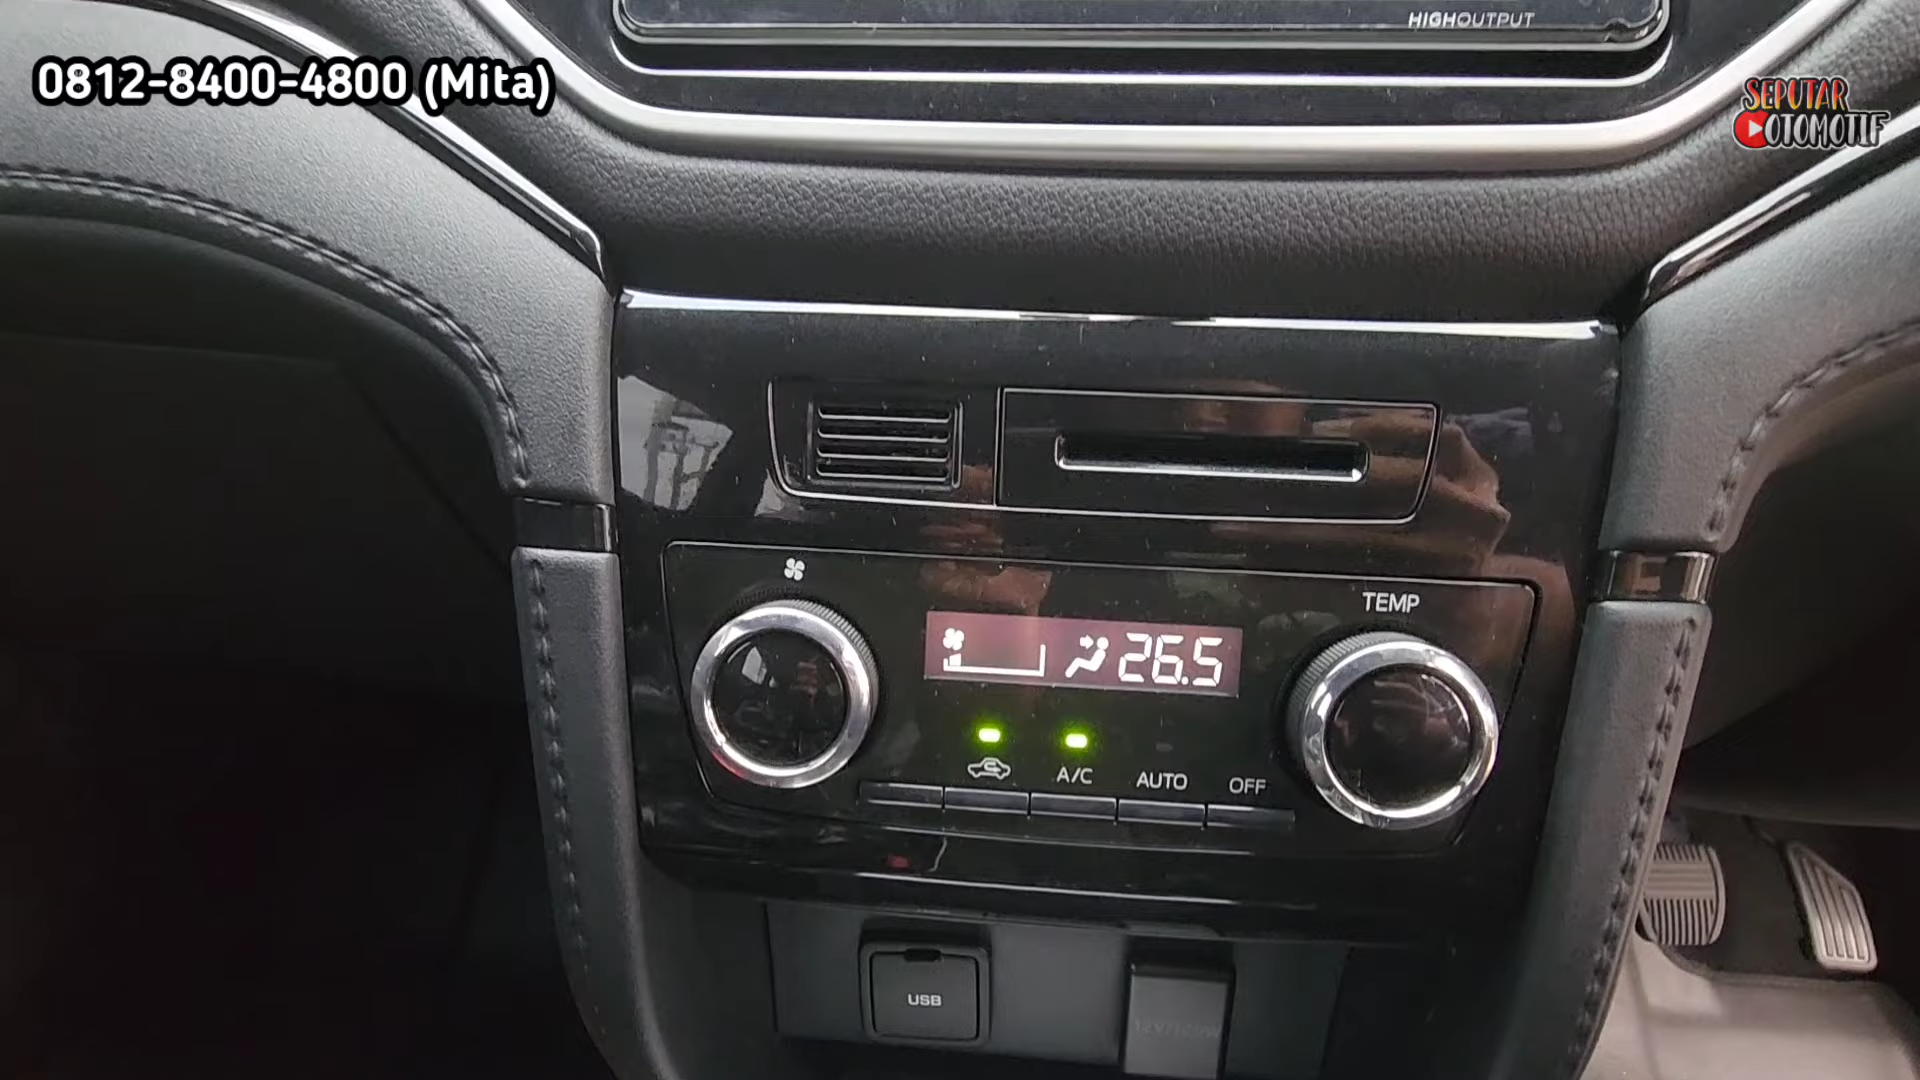 HIGHOUTPUT
0812-8400-4800 (Mita)
SEPUTAR
OTOMOTIF
TEMP
26.5
A/C
AUTO
OFF
USB